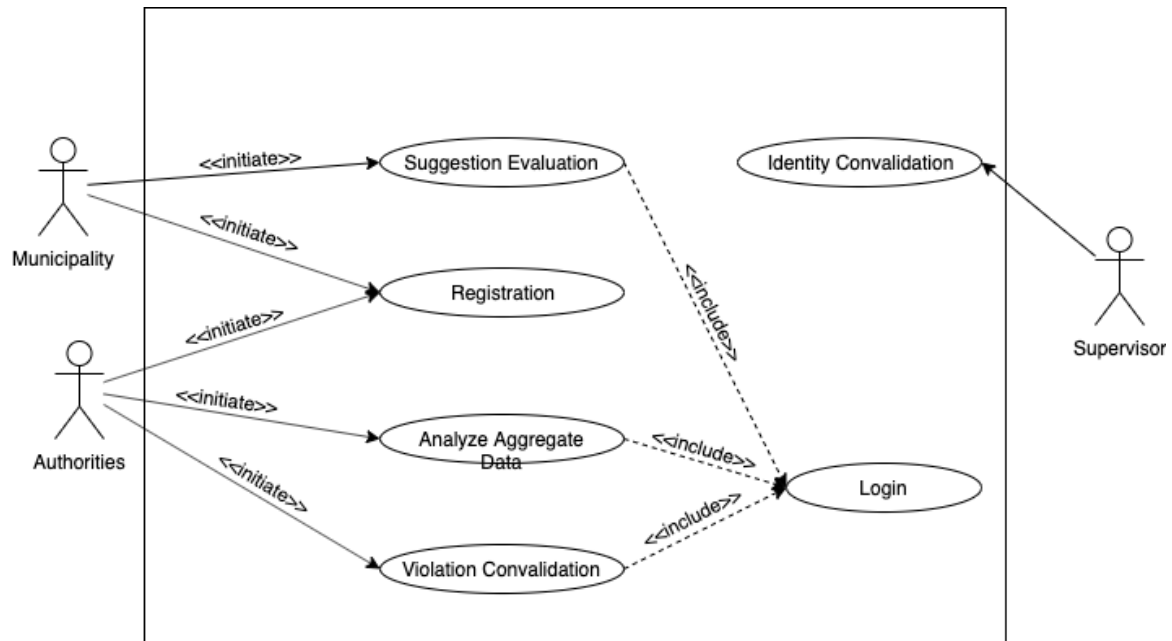 <<initiate>>
Suggestion Evaluation
Identity Convalidation
Municipality
<<initiate>>
Registration
<<include>>
<<initiate>>
Supervisor
<<initiate>>
Authorities
Analyze Aggregate
Data
<<include>>
<<initiate>>
Login
<<include>>
Violation Convalidation